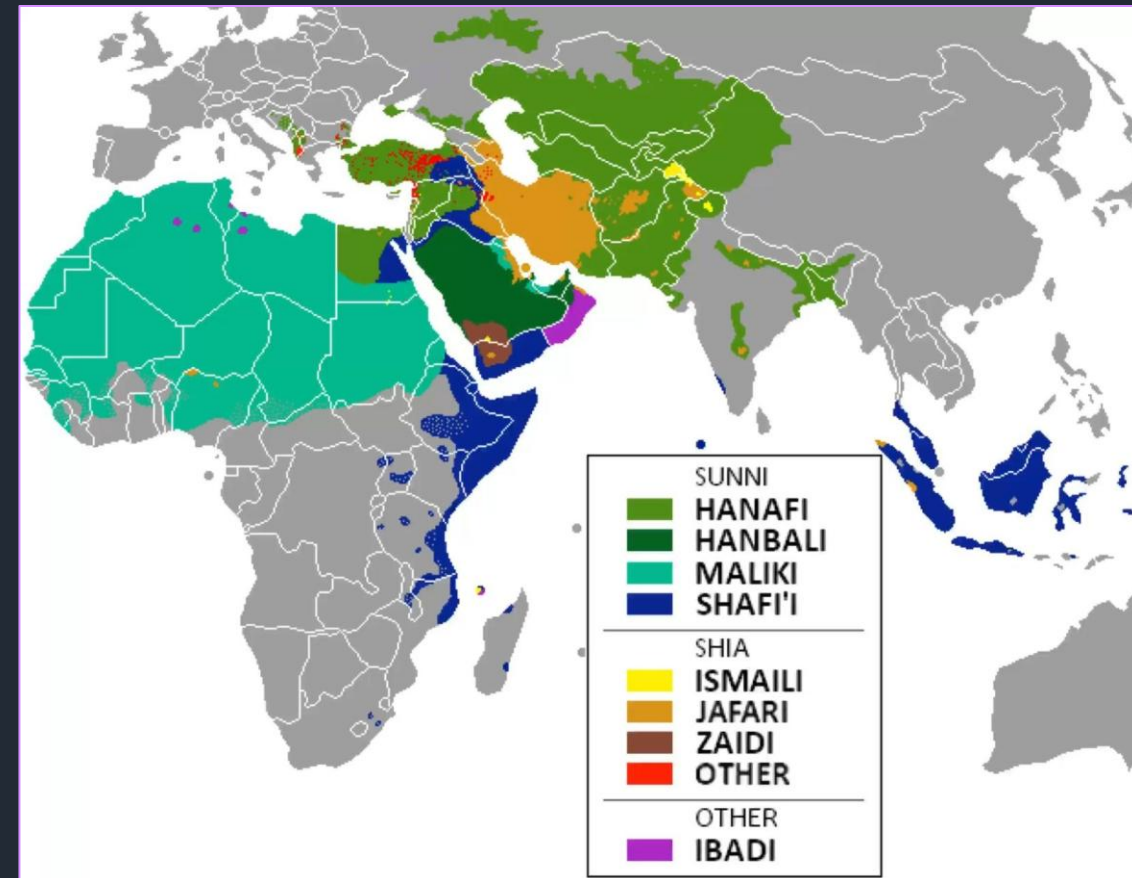 SUNNI
HANAFI
HANBALI
MALIKI
SHAFI'I
SHIA
ISMAILI
JAFARI
ZAIDI
OTHER
OTHER
IBADI